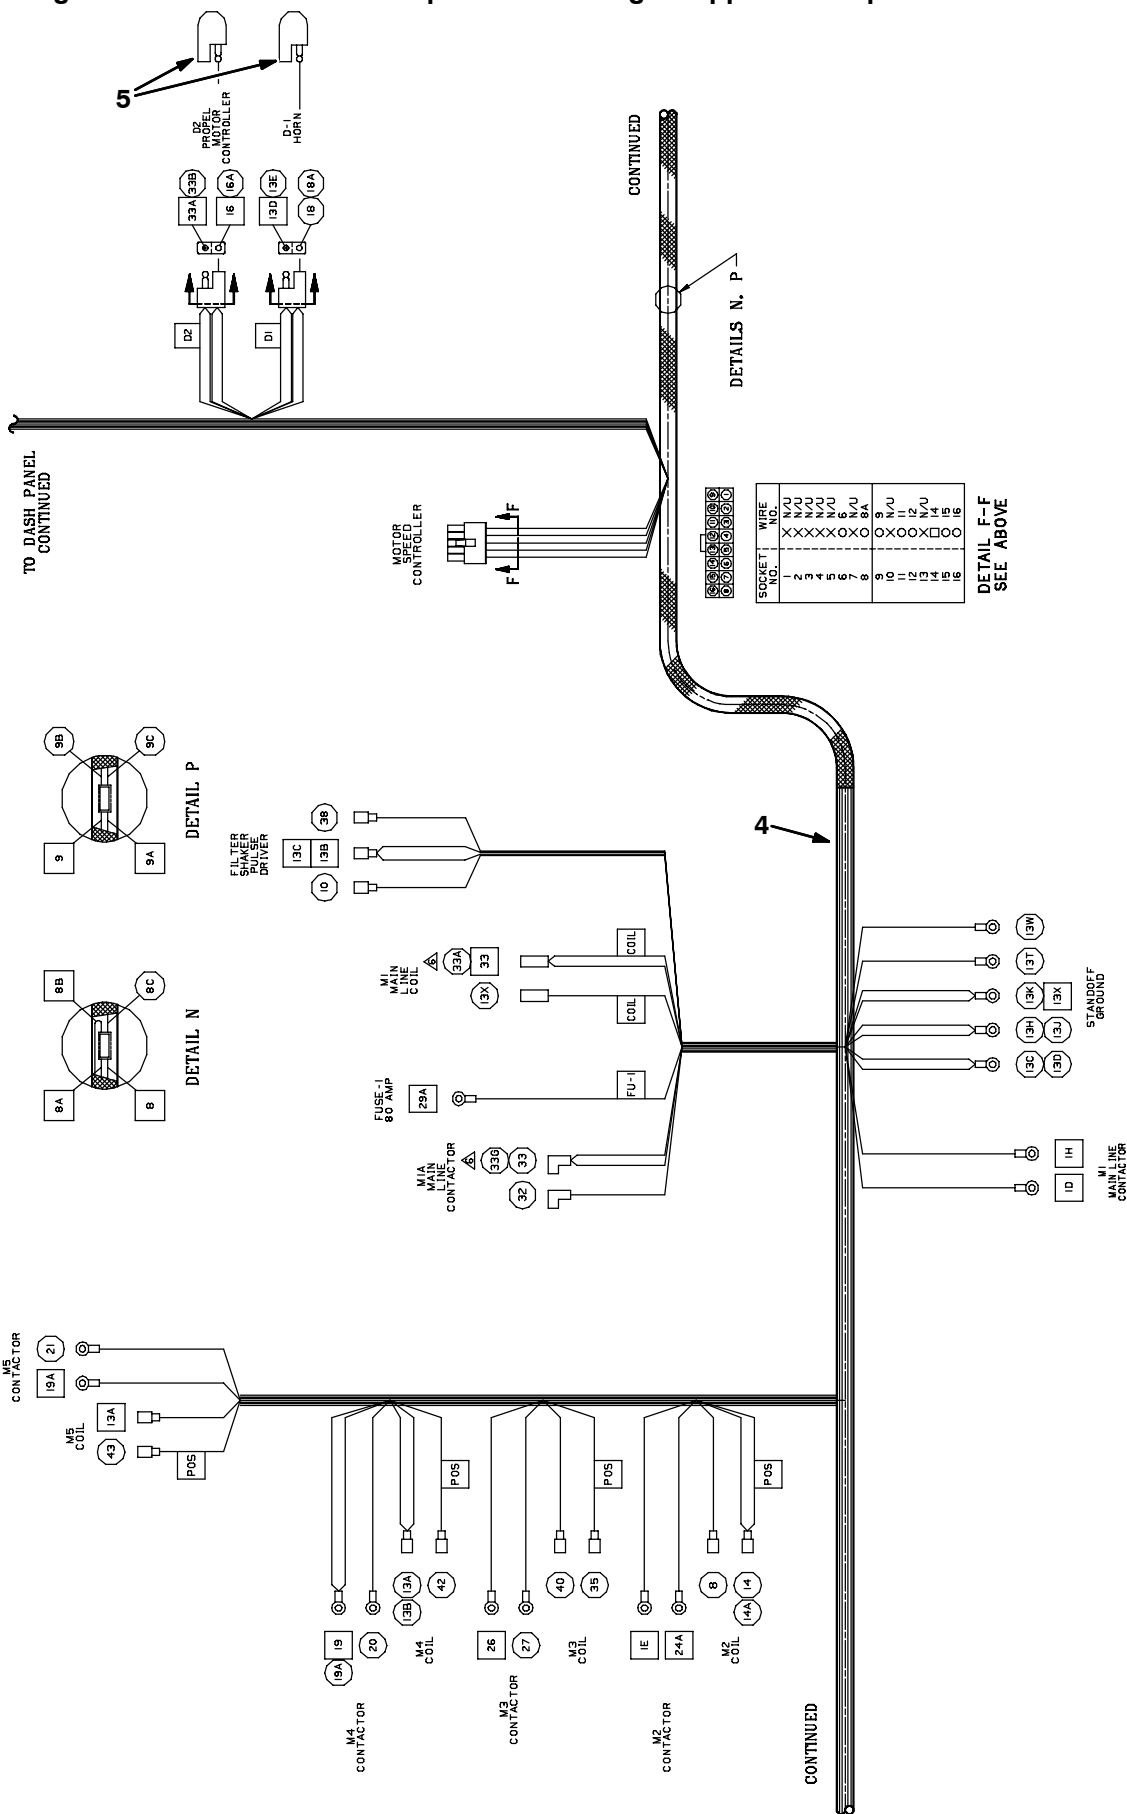 5
D2
PROPEL
MOTOR
CONTROLLER
D-1
HORN
33A 33B
16 16A
13D 13E
18 18A
D2
D1
TO DASH PANEL
CONTINUED
CONTINUED
DETAILS N. P
MOTOR
SPEED
CONTROLLER
F
F
SOCKET NO. WIRE NO.
1 X N/U
2 X N/U
3 X N/U
4 X N/U
5 X N/U
6 O 6
7 X N/U
8 O 8A
9 O 9
10 X N/U
11 O 11
12 O 12
13 X N/U
14 □ 14
15 O 15
16 O 16
DETAIL F-F
SEE ABOVE
9B
9C
9
9A
DETAIL P
8B
8C
8A
8
DETAIL N
FILTER
SHAKER
PULSE
DRIVER
38
13C 13B
10
M1
MAIN
LINE
COIL
6 33A 33
13X
COIL
COIL
FUSE-1
80 AMP
29A
FU-1
M1A
MAIN
LINE
CONTACTOR
6 33G 33
32
4
13W
13T
13K 13X
13H 13J
13C 13D
STANDOFF
GROUND
1H
1D
M1
MAIN LINE
CONTACTOR
M5
CONTACTOR
21
19A
M5
COIL
13A
43
POS
19
19A
20
M4
CONTACTOR
13A
13B
42
M4
COIL
POS
26
27
M3
CONTACTOR
40
35
M3
COIL
POS
1E
24A
M2
CONTACTOR
8
14
14A
M2
COIL
POS
CONTINUED